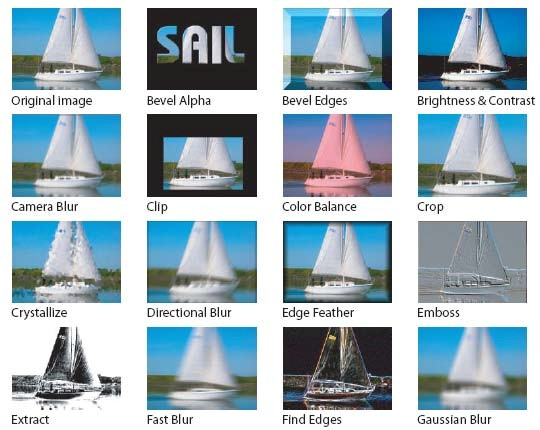 Original image
Bevel Alpha
Bevel Edges
Brightness & Contrast
Camera Blur
Clip
Color Balance
Crop
Crystallize
Directional Blur
Edge Feather
Emboss
Extract
Fast Blur
Find Edges
Gaussian Blur
SAIL